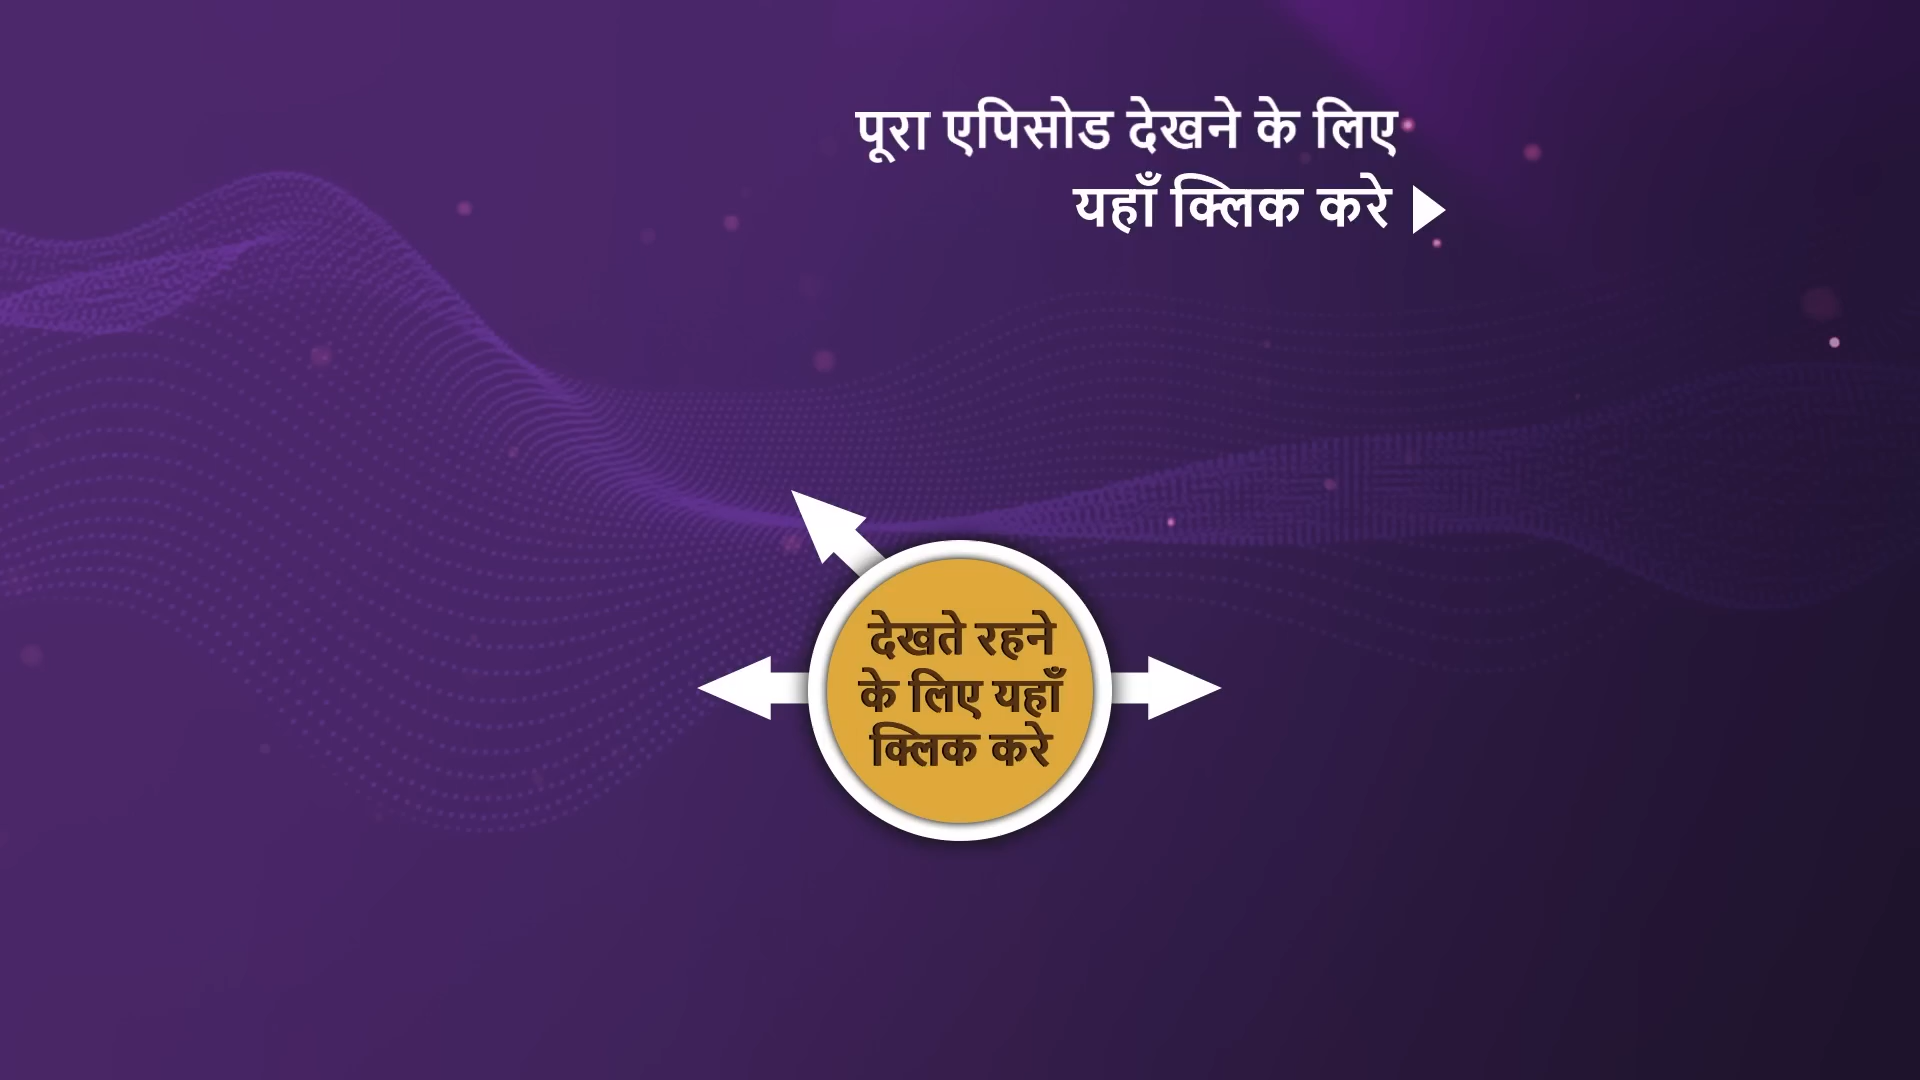 पूरा एपिसोड देखने के लिए
यहाँ क्लिक करे
देखते रहने
के लिए यहाँ
क्लिक करे